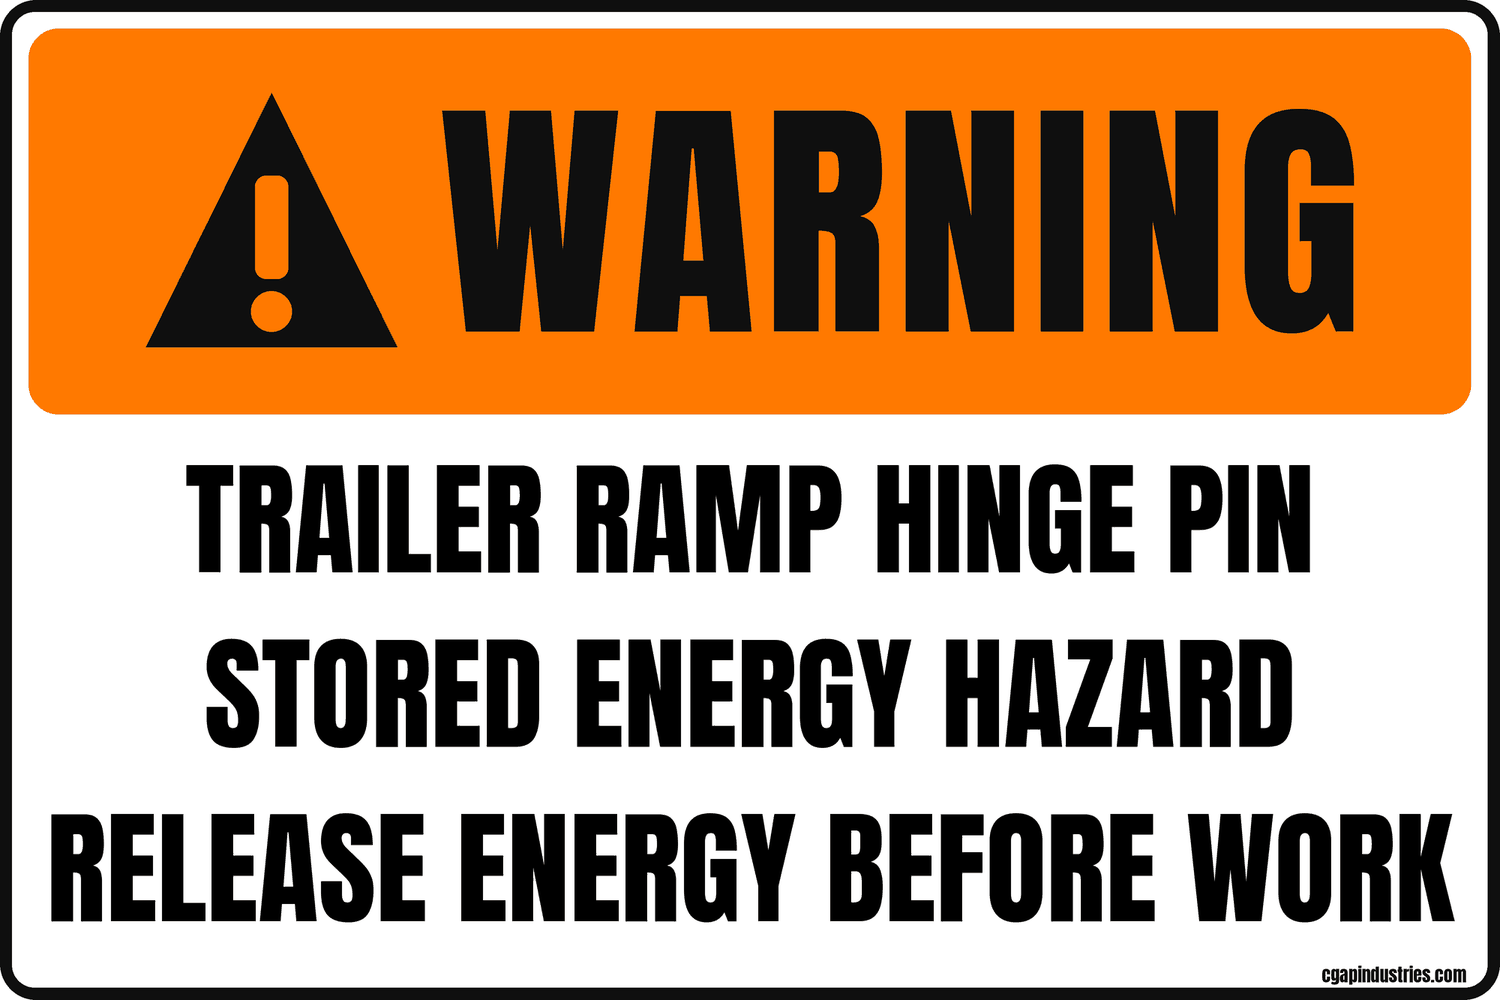 WARNING
TRAILER RAMP HINGE PIN
STORED ENERGY HAZARD
RELEASE ENERGY BEFORE WORK
cgapindustries.com